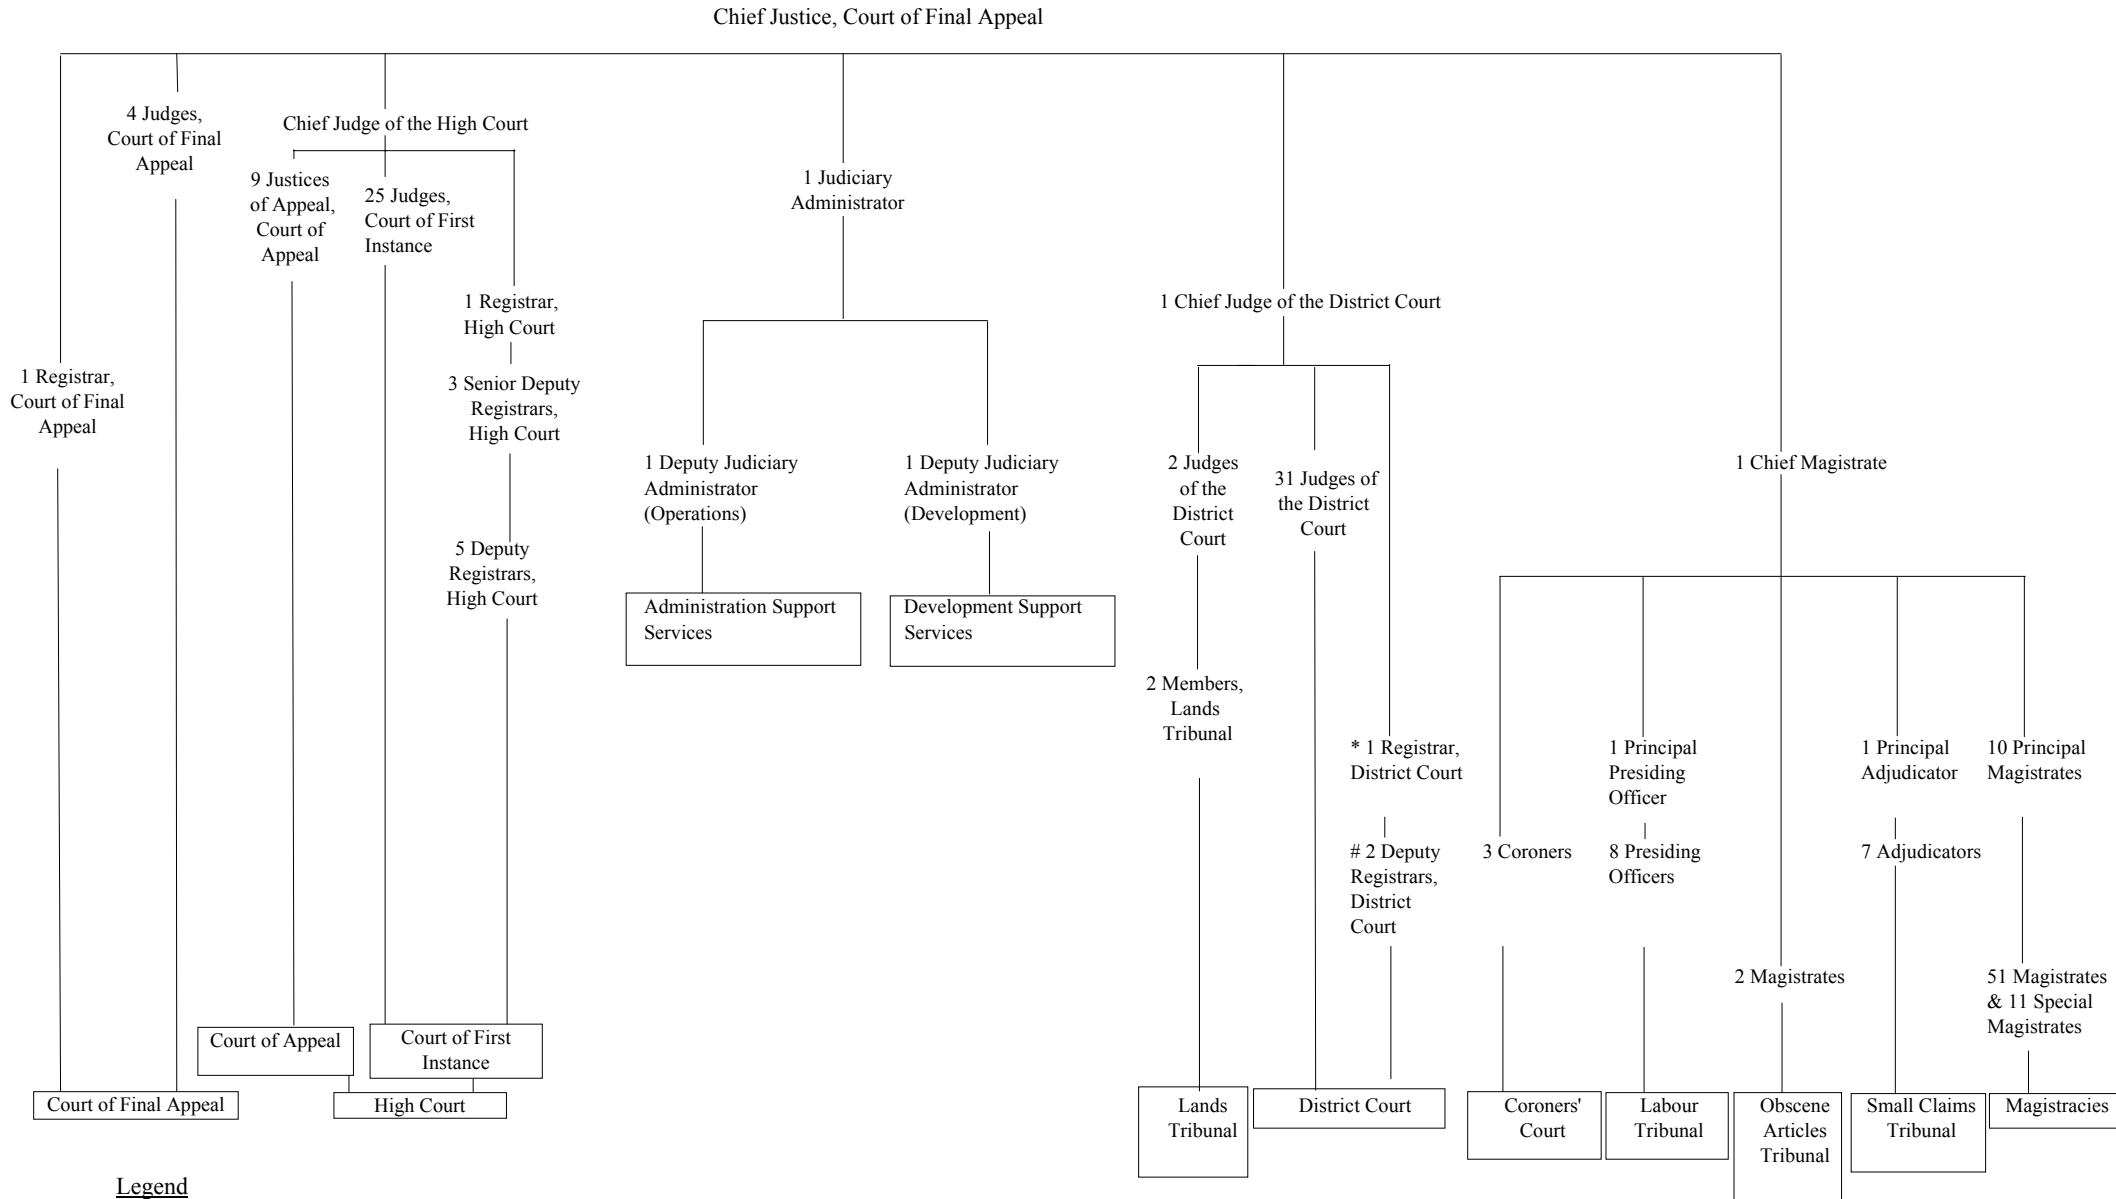 Chief Justice, Court of Final Appeal
4 Judges,
Court of Final
Appeal
Chief Judge of the High Court
9 Justices
of Appeal,
Court of
Appeal
25 Judges,
Court of First
Instance
1 Registrar,
High Court
3 Senior Deputy
Registrars,
High Court
5 Deputy
Registrars,
High Court
1 Registrar,
Court of Final
Appeal
1 Judiciary
Administrator
1 Deputy Judiciary
Administrator
(Operations)
1 Deputy Judiciary
Administrator
(Development)
Administration Support
Services
Development Support
Services
1 Chief Judge of the District Court
2 Judges
of the
District
Court
31 Judges of
the District
Court
2 Members,
Lands
Tribunal
* 1 Registrar,
District Court
# 2 Deputy
Registrars,
District
Court
1 Chief Magistrate
3 Coroners
1 Principal
Presiding
Officer
8 Presiding
Officers
2 Magistrates
1 Principal
Adjudicator
7 Adjudicators
10 Principal
Magistrates
51 Magistrates
& 11 Special
Magistrates
Court of Appeal
Court of First
Instance
Court of Final Appeal
High Court
Lands
Tribunal
District Court
Coroners'
Court
Labour
Tribunal
Obscene
Articles
Tribunal
Small Claims
Tribunal
Magistracies
Legend